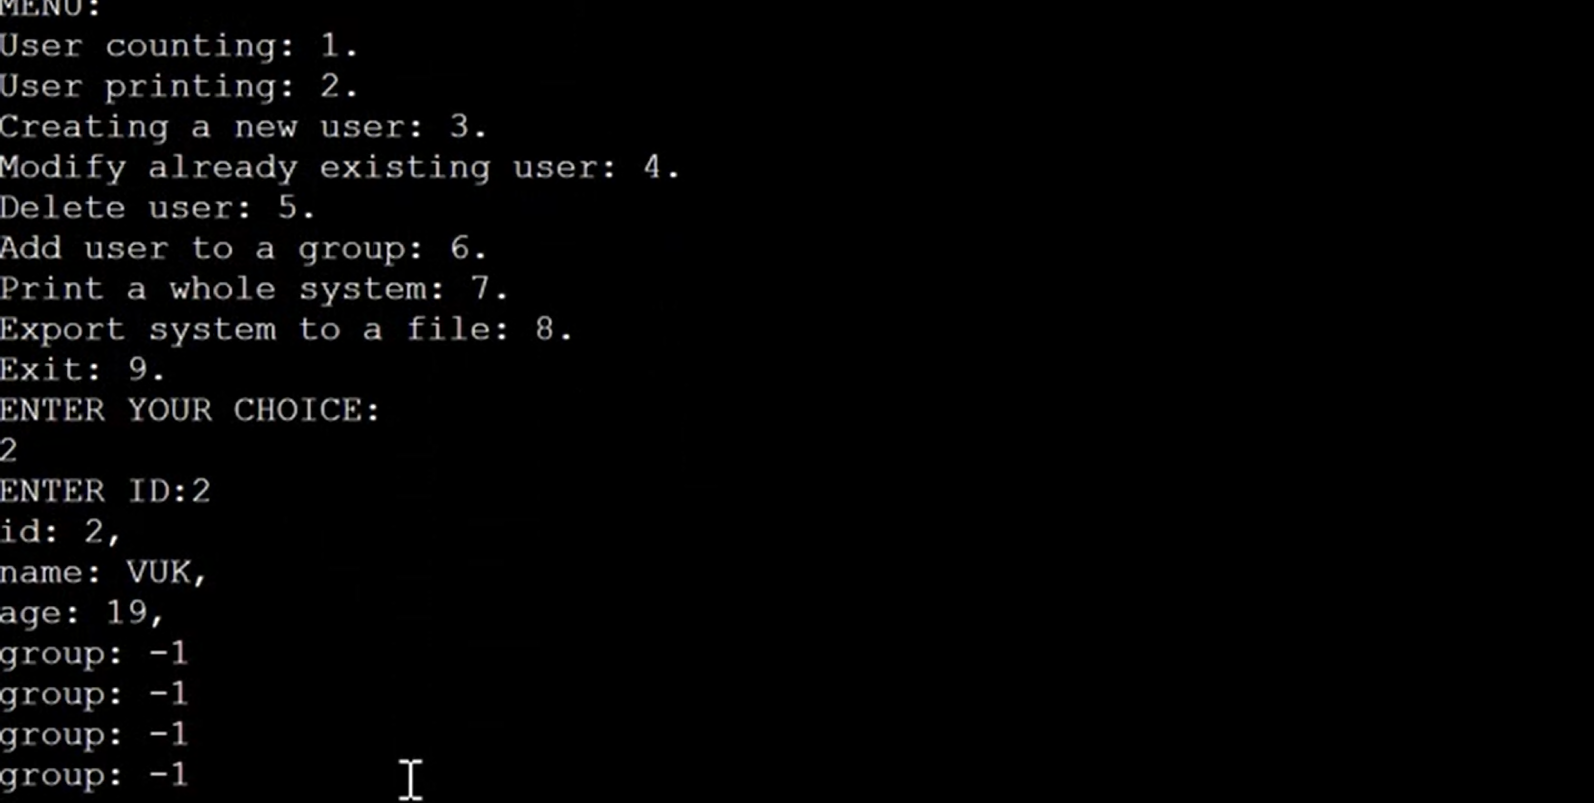 MENU:
User counting: 1.
User printing: 2.
Creating a new user: 3.
Modify already existing user: 4.
Delete user: 5.
Add user to a group: 6.
Print a whole system: 7.
Export system to a file: 8.
Exit: 9.
ENTER YOUR CHOICE:
2
ENTER ID:2
id: 2,
name: VUK,
age: 19,
group: -1
group: -1
group: -1
group: -1